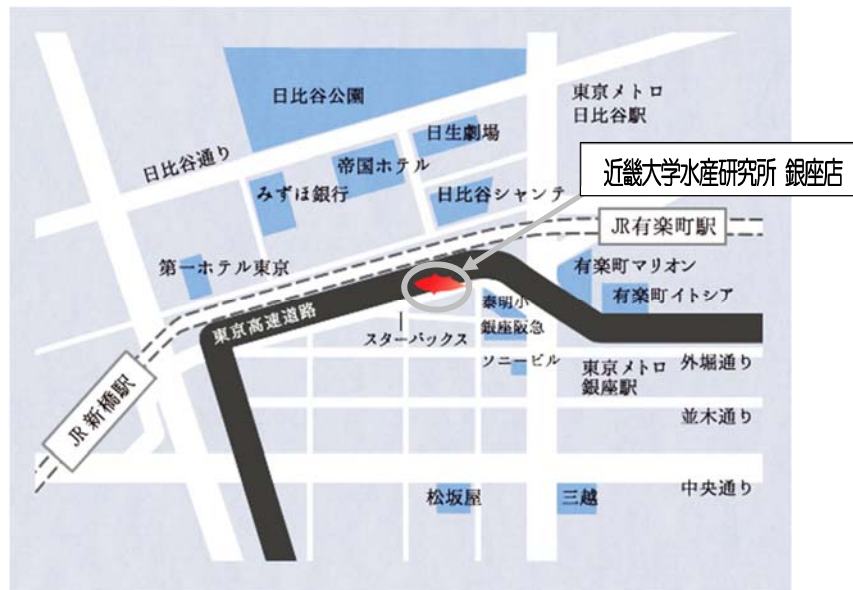 日比谷公園
東京メトロ
日比谷駅
日生劇場
日比谷通り
帝国ホテル
近畿大学水産研究所 銀座店
みずほ銀行
日比谷シャンテ
JR有楽町駅
第一ホテル東京
有楽町マリオン
有楽町イトシア
泰明小
東京高速道路
銀座阪急
スターバックス
ソニービル
東京メトロ
銀座駅
外堀通り
JR新橋駅
並木通り
中央通り
松坂屋
三越